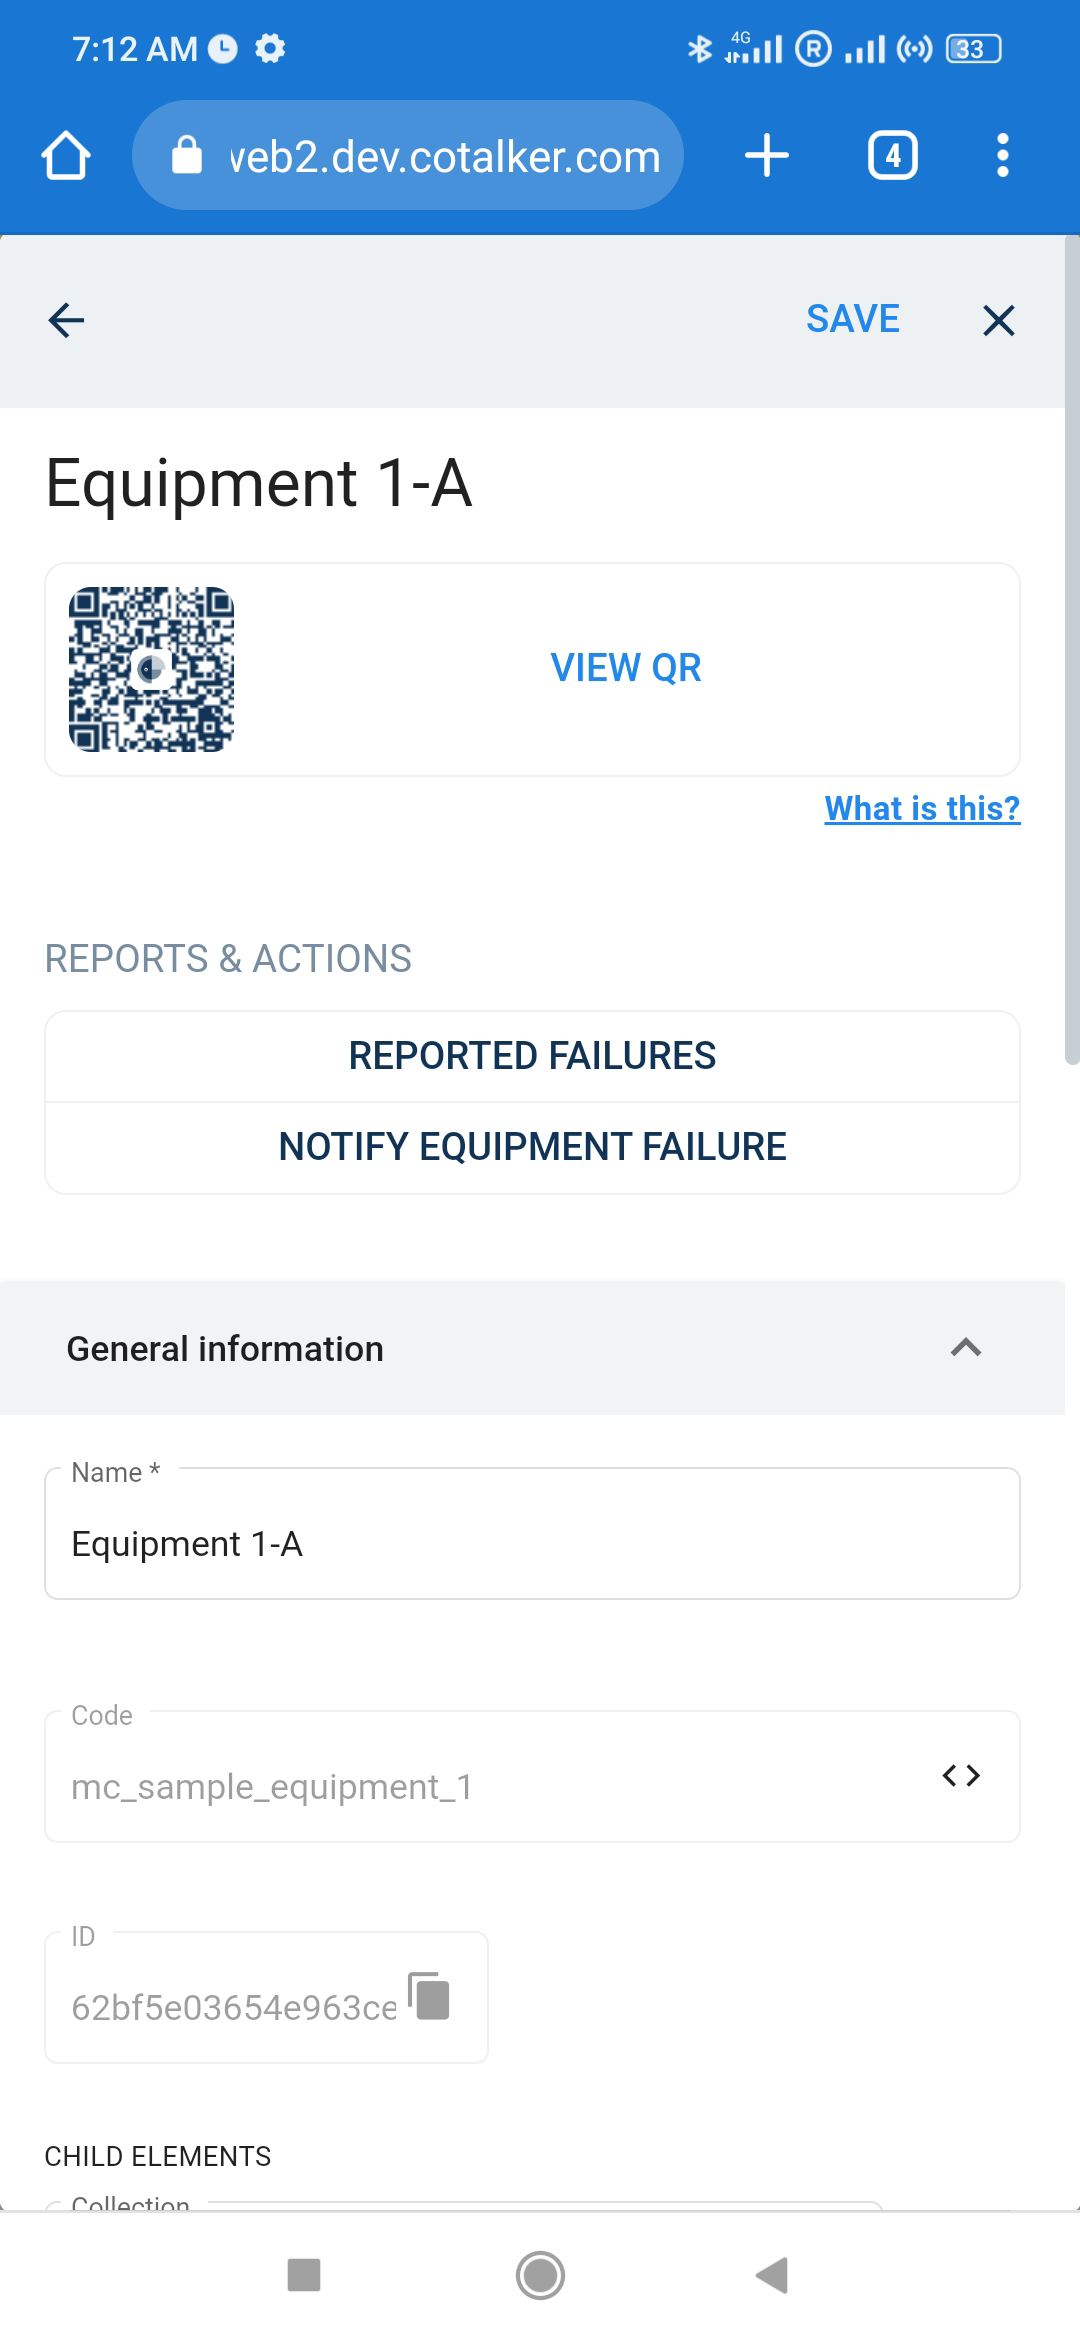 7:12 AM
4G
R
33
web2.dev.cotalker.com
4
SAVE
Equipment 1-A
VIEW QR
What is this?
REPORTS & ACTIONS
REPORTED FAILURES
NOTIFY EQUIPMENT FAILURE
General information
Name *
Equipment 1-A
Code
mc_sample_equipment_1
<>
ID
62bf5e03654e963ce
CHILD ELEMENTS
Collection